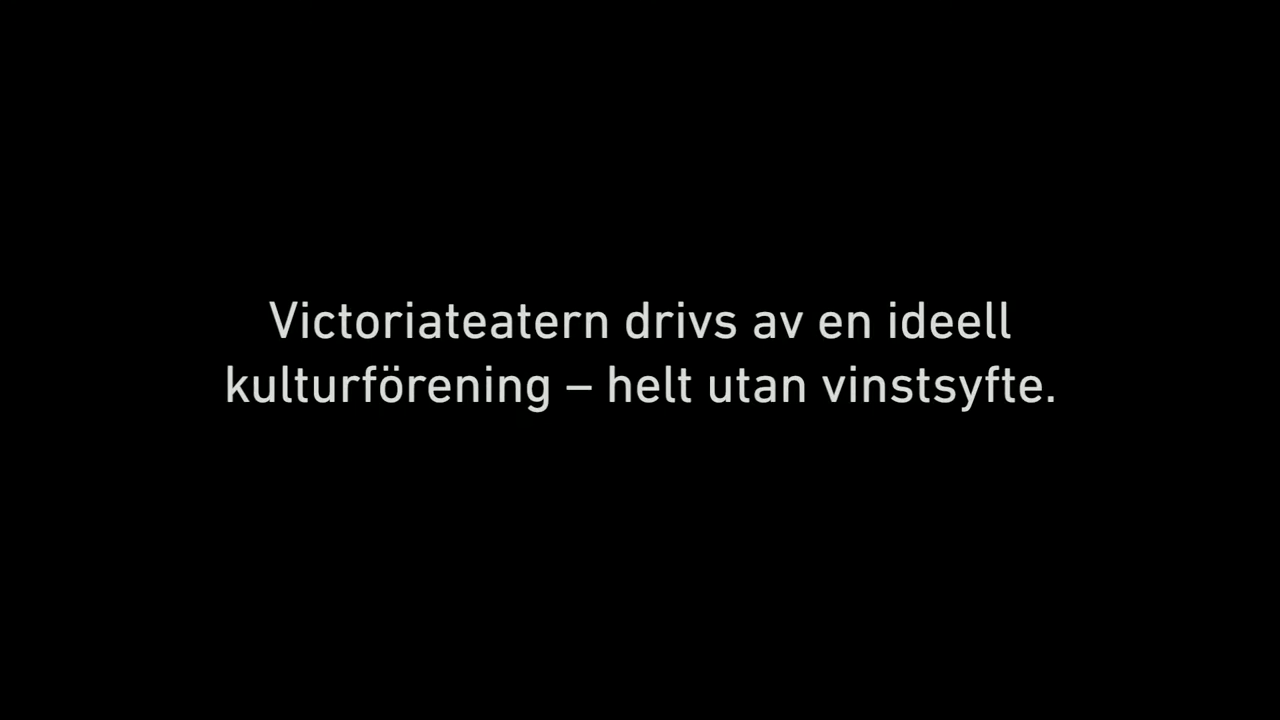 Victoriateatern drivs av en ideell
kulturförening – helt utan vinstsyfte.